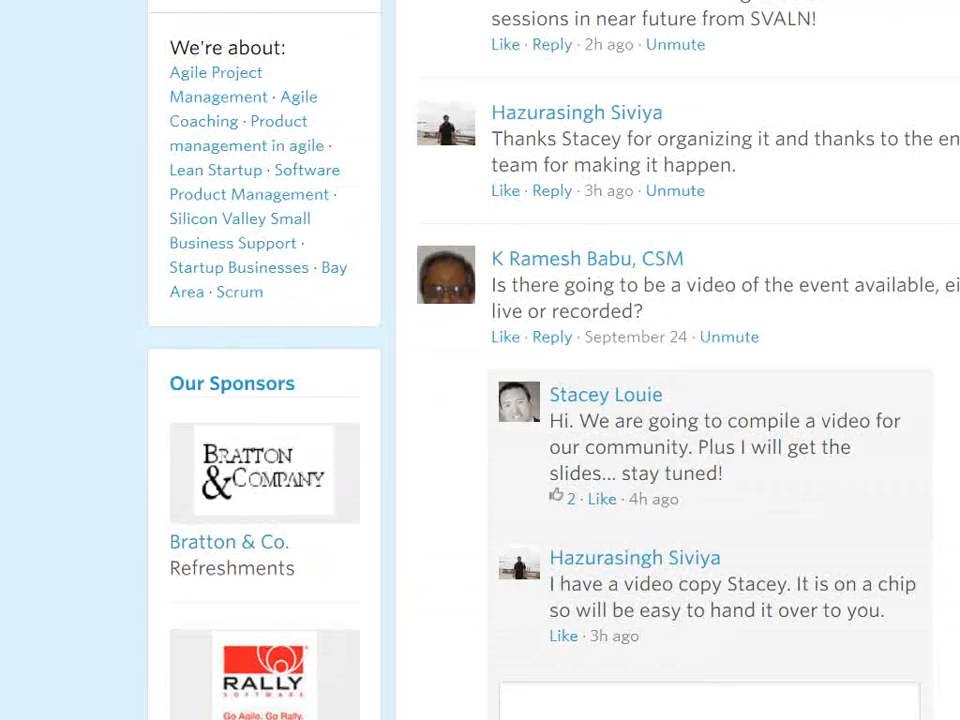 We're about:
Agile Project
Management · Agile
Coaching · Product
management in agile ·
Lean Startup · Software
Product Management ·
Silicon Valley Small
Business Support ·
Startup Businesses · Bay
Area · Scrum
Our Sponsors
BRATTON
& COMPANY
Bratton & Co.
Refreshments
RALLY
SOFTWARE
Go Agile. Go Rally.
sessions in near future from SVALN!
Like · Reply · 2h ago · Unmute
Hazurasingh Siviya
Thanks Stacey for organizing it and thanks to the en
team for making it happen.
Like · Reply · 3h ago · Unmute
K Ramesh Babu, CSM
Is there going to be a video of the event available, ei
live or recorded?
Like · Reply · September 24 · Unmute
Stacey Louie
Hi. We are going to compile a video for
our community. Plus I will get the
slides... stay tuned!
2 · Like · 4h ago
Hazurasingh Siviya
I have a video copy Stacey. It is on a chip
so will be easy to hand it over to you.
Like · 3h ago